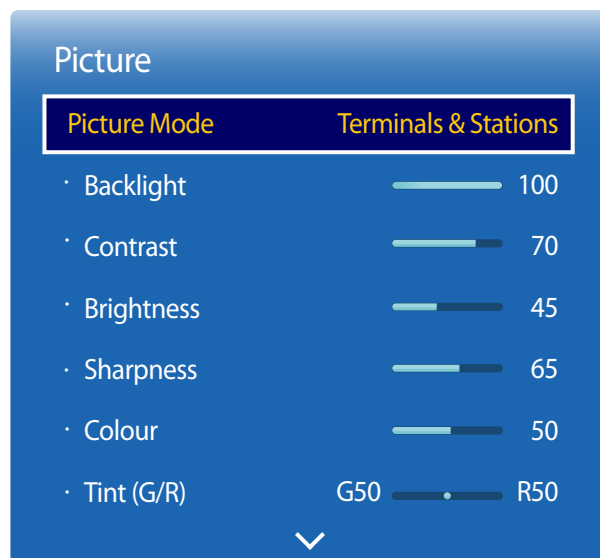 Picture
Picture Mode Terminals & Stations
· Backlight 100
· Contrast 70
· Brightness 45
· Sharpness 65
· Colour 50
· Tint (G/R) G50 R50